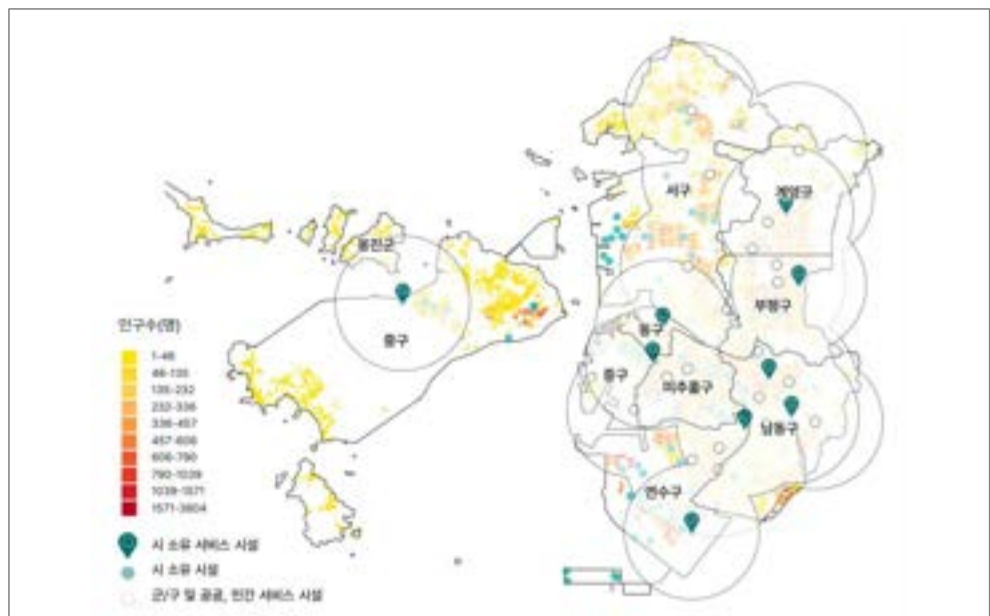 서구
계양구
옹진군
부평구
중구
동구
중구
미추홀구
남동구
연수구
인구수(명)
1-46
46-135
135-232
232-336
336-457
457-606
606-790
790-1039
1039-1571
1571-3604
시 소유 서비스 시설
시 소유 시설
군/구 및 공공, 민간 서비스 시설